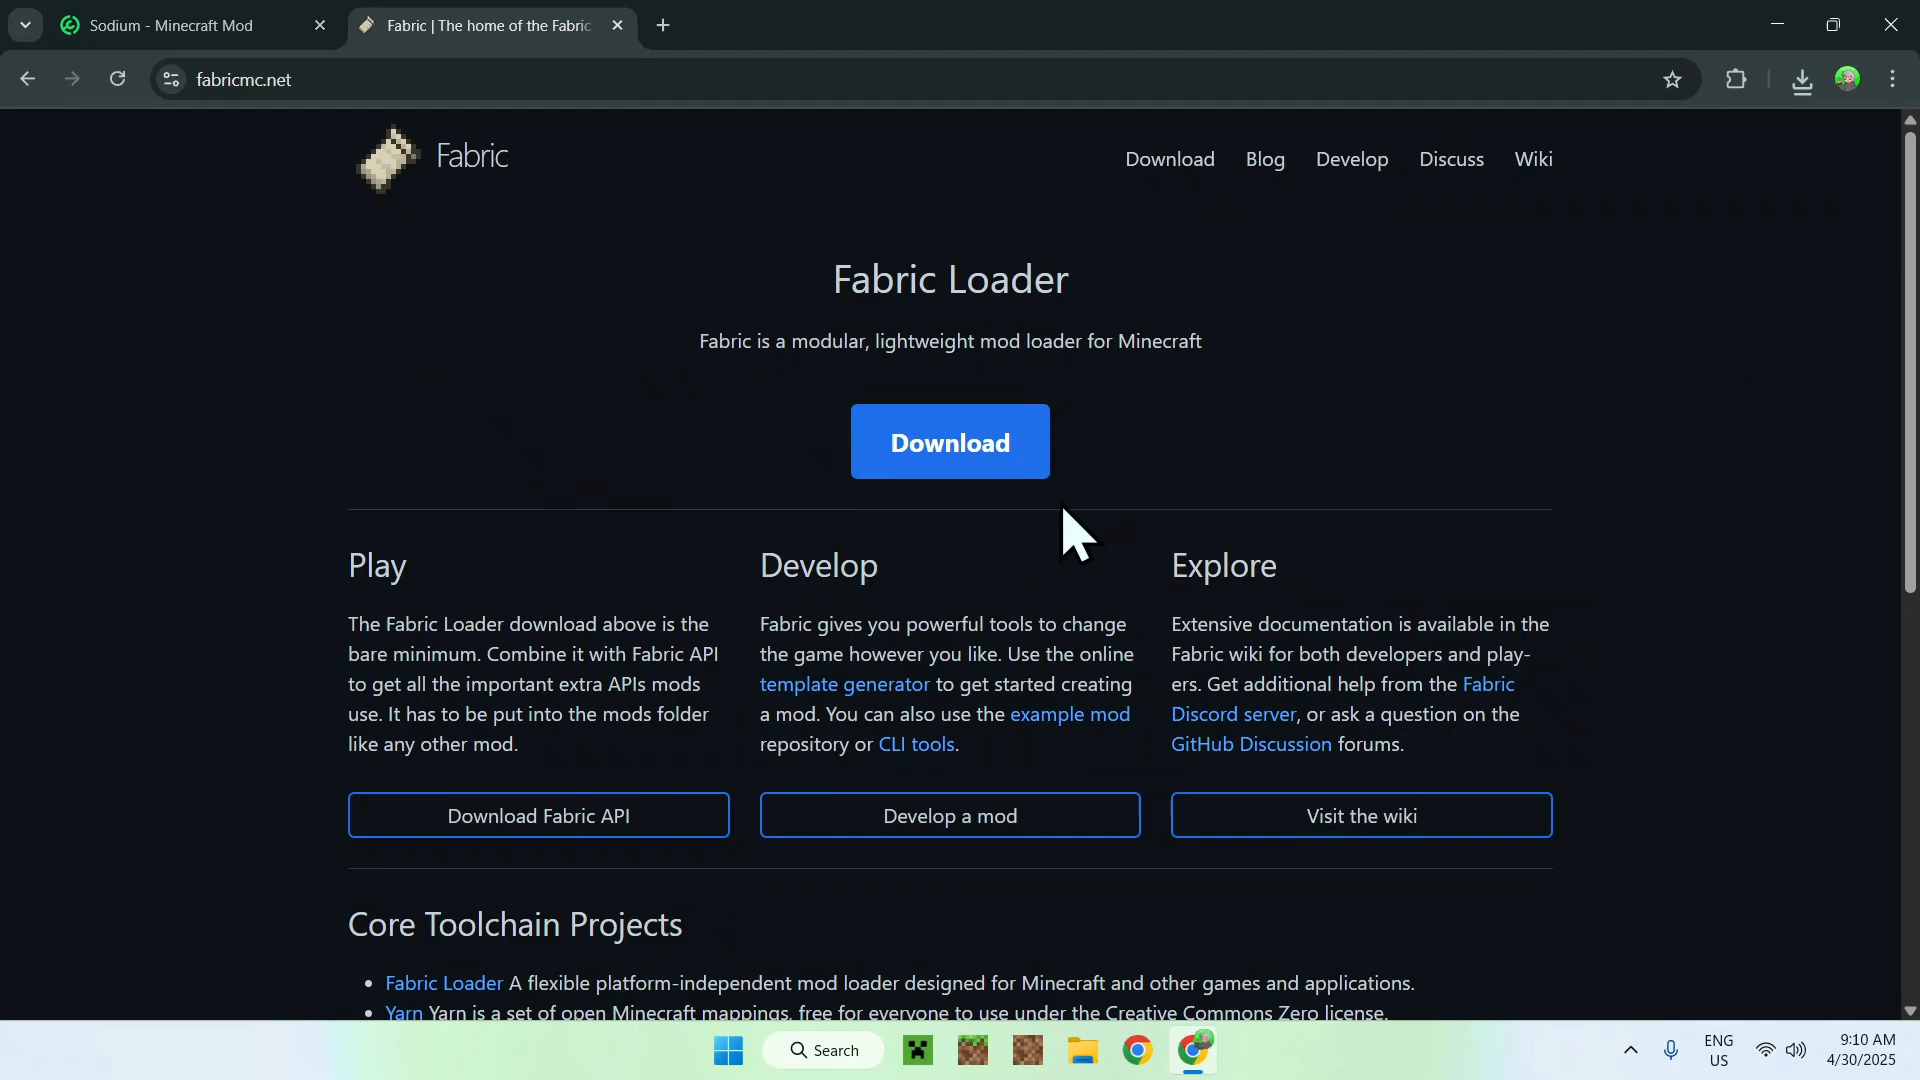 Sodium - Minecraft Mod
Fabric | The home of the Fabric
fabricmc.net
Fabric
Download Blog Develop Discuss Wiki
Fabric Loader
Fabric is a modular, lightweight mod loader for Minecraft
Download
Play
The Fabric Loader download above is the
bare minimum. Combine it with Fabric API
to get all the important extra APIs mods
use. It has to be put into the mods folder
like any other mod.
Download Fabric API
Develop
Fabric gives you powerful tools to change
the game however you like. Use the online
template generator to get started creating
a mod. You can also use the example mod
repository or CLI tools.
Develop a mod
Explore
Extensive documentation is available in the
Fabric wiki for both developers and play-
ers. Get additional help from the Fabric
Discord server, or ask a question on the
GitHub Discussion forums.
Visit the wiki
Core Toolchain Projects
• Fabric Loader A flexible platform-independent mod loader designed for Minecraft and other games and applications.
• Yarn Yarn is a set of open Minecraft mappings, free for everyone to use under the Creative Commons Zero license.
Search
ENG
US
9:10 AM
4/30/2025